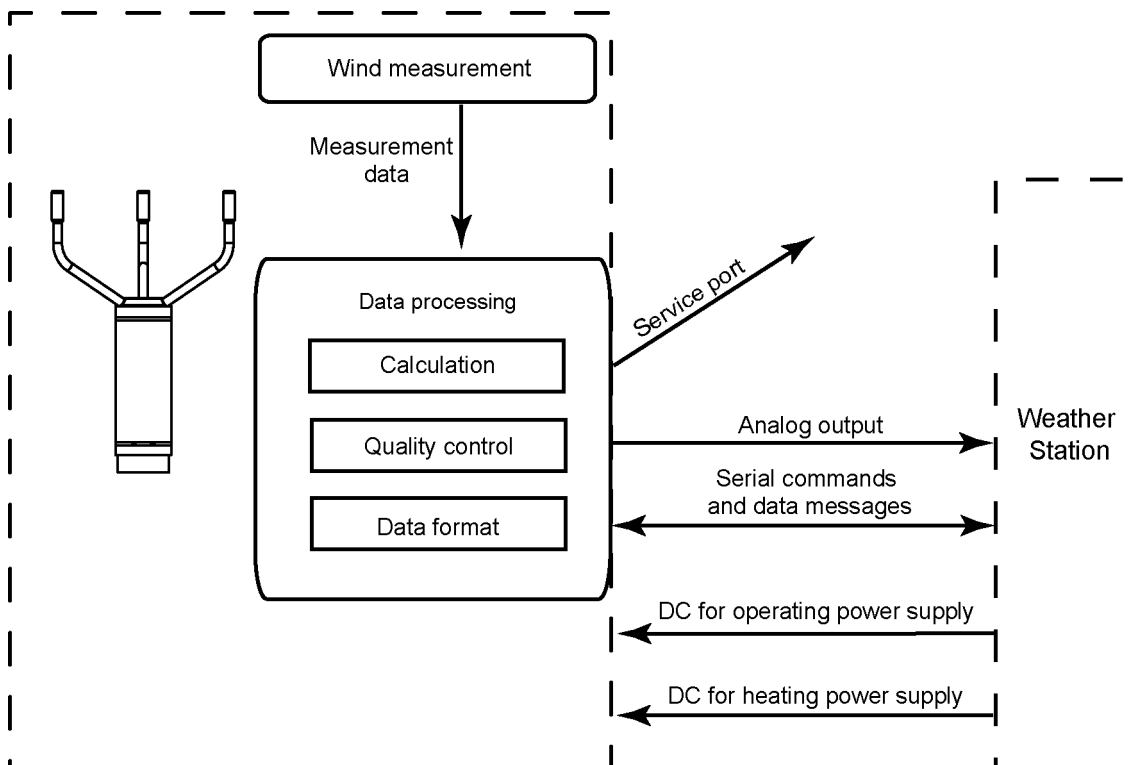 Wind measurement
Measurement
data
Data processing
Service port
Calculation
Analog output
Weather
Station
Quality control
Serial commands
and data messages
Data format
DC for operating power supply
DC for heating power supply